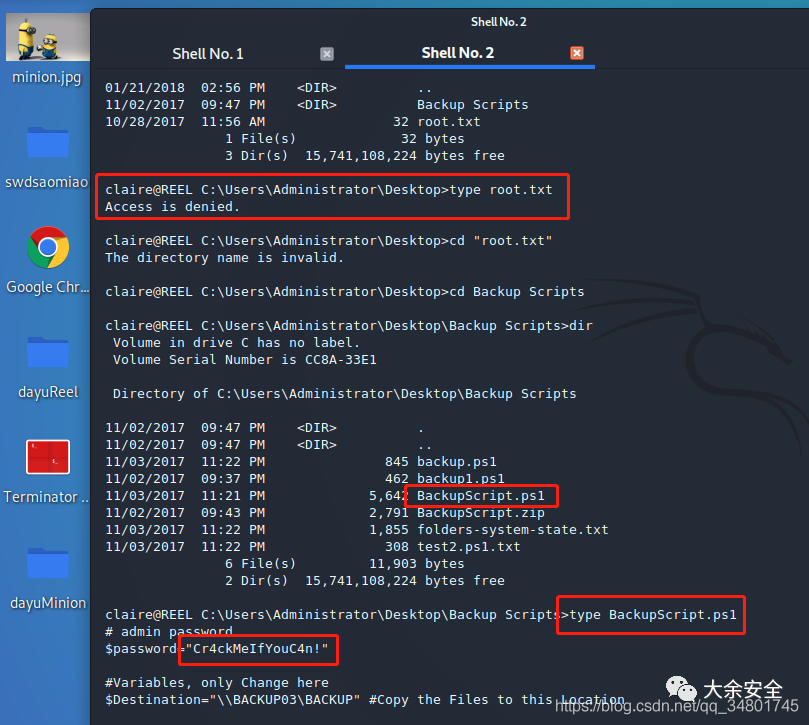 Shell No. 2
Shell No. 1
Shell No. 2
minion.jpg
swdsaomiao
Google Chr...
dayuReel
Terminator ...
dayuMinion
01/21/2018  02:56 PM    <DIR>          ..
11/02/2017  09:47 PM    <DIR>          Backup Scripts
10/28/2017  11:56 AM                32 root.txt
               1 File(s)             32 bytes
               3 Dir(s)  15,741,108,224 bytes free
claire@REEL C:\Users\Administrator\Desktop>type root.txt
Access is denied.
claire@REEL C:\Users\Administrator\Desktop>cd "root.txt"
The directory name is invalid.
claire@REEL C:\Users\Administrator\Desktop>cd Backup Scripts
claire@REEL C:\Users\Administrator\Desktop\Backup Scripts>dir
 Volume in drive C has no label.
 Volume Serial Number is CC8A-33E1
 Directory of C:\Users\Administrator\Desktop\Backup Scripts
11/02/2017  09:47 PM    <DIR>          .
11/02/2017  09:47 PM    <DIR>          ..
11/03/2017  11:22 PM               845 backup.ps1
11/02/2017  09:37 PM               462 backup1.ps1
11/03/2017  11:21 PM             5,642 BackupScript.ps1
11/02/2017  09:43 PM             2,791 BackupScript.zip
11/03/2017  11:22 PM             1,855 folders-system-state.txt
11/03/2017  11:22 PM               308 test2.ps1.txt
               6 File(s)         11,903 bytes
               2 Dir(s)  15,741,108,224 bytes free
claire@REEL C:\Users\Administrator\Desktop\Backup Scripts>type BackupScript.ps1
# admin password
$password="Cr4ckMeIfYouC4n!"
#Variables, only Change here
$Destination="\\BACKUP03\BACKUP" #Copy the Files to this Location
大余安全
https://blog.csdn.net/qq_34801745